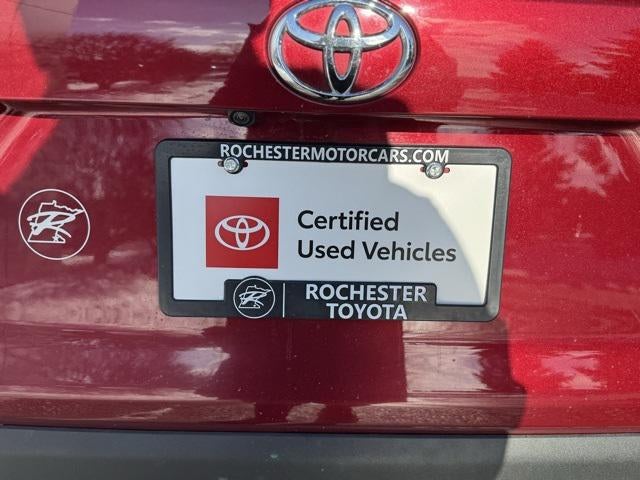 ROCHESTERMOTORCARS.COM
Certified
Used Vehicles
ROCHESTER
TOYOTA